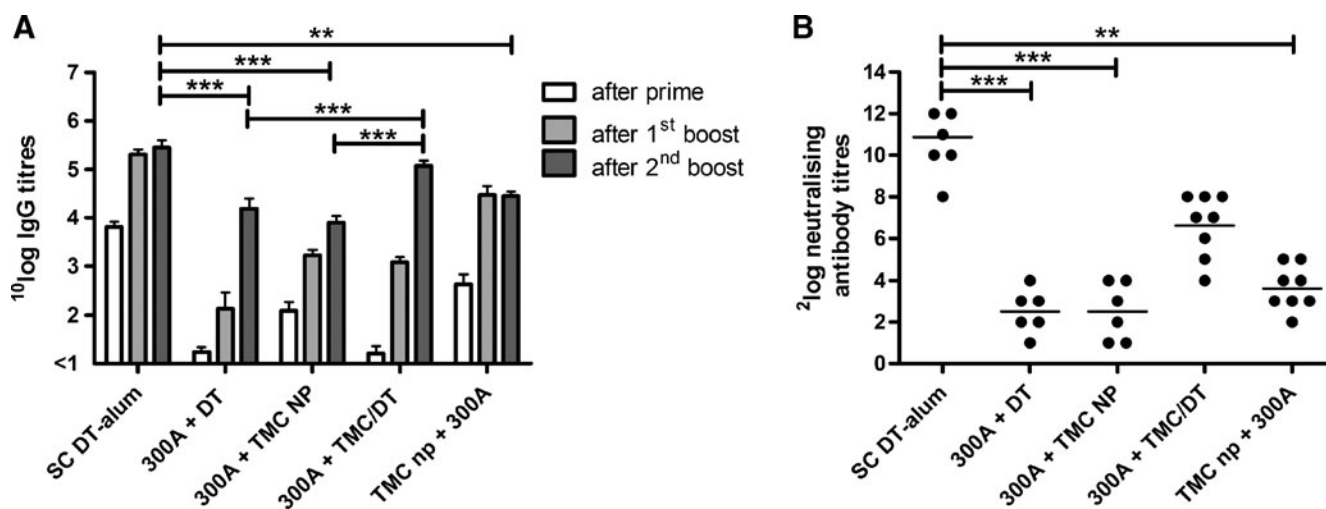 A
**
***
***
***
***
7
6
5
4
3
2
<1
¹⁰log IgG titres
after prime
after 1ˢᵗ boost
after 2ⁿᵈ boost
SC DT-alum
300A + DT
300A + TMC NP
300A + TMC/DT
TMC np + 300A
B
**
***
***
14
12
10
8
6
4
2
0
²log neutralising
antibody titres
SC DT-alum
300A + DT
300A + TMC NP
300A + TMC/DT
TMC np + 300A